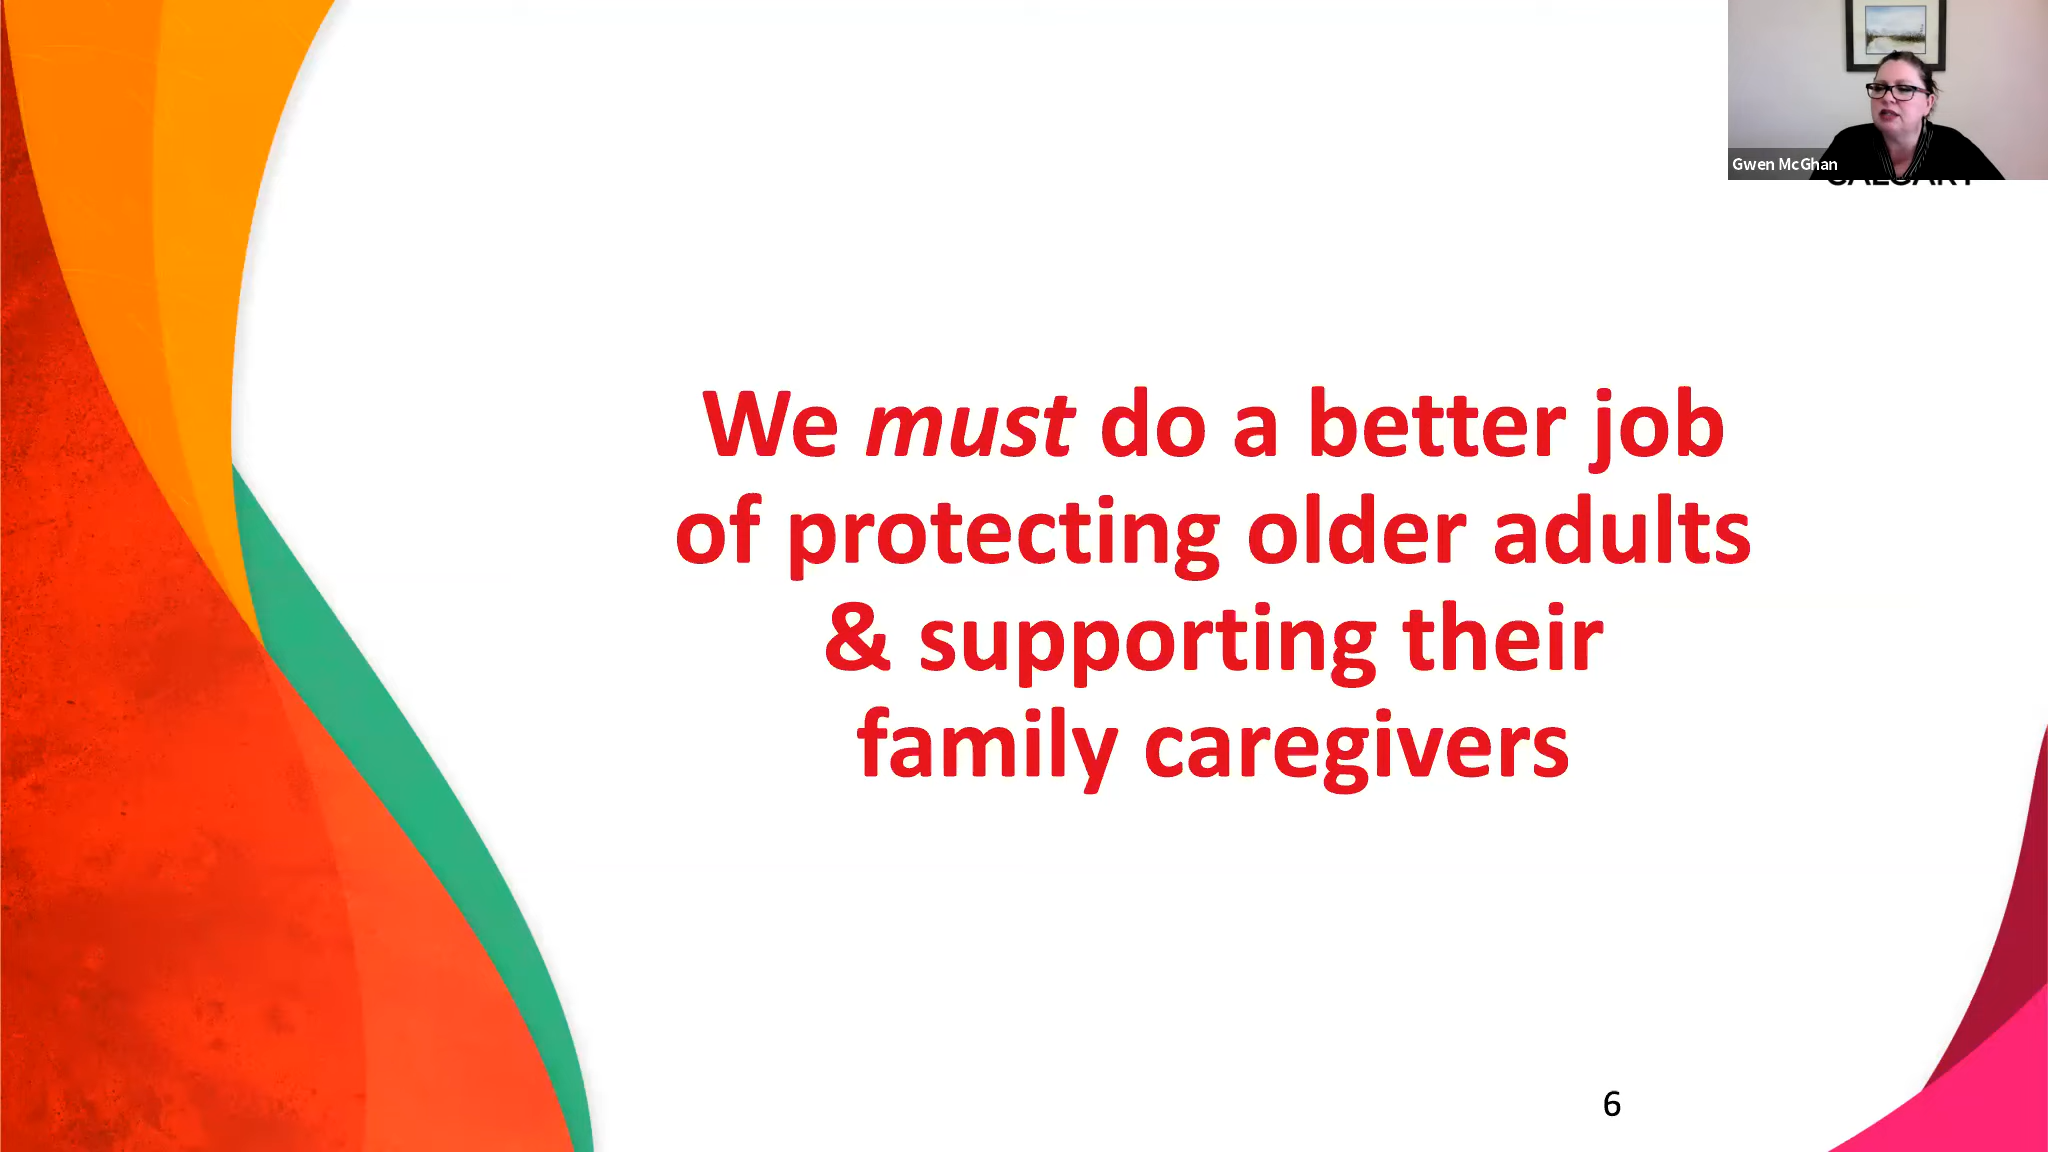 Gwen McGhan
CALGARY
We must do a better job
of protecting older adults
& supporting their
family caregivers
6